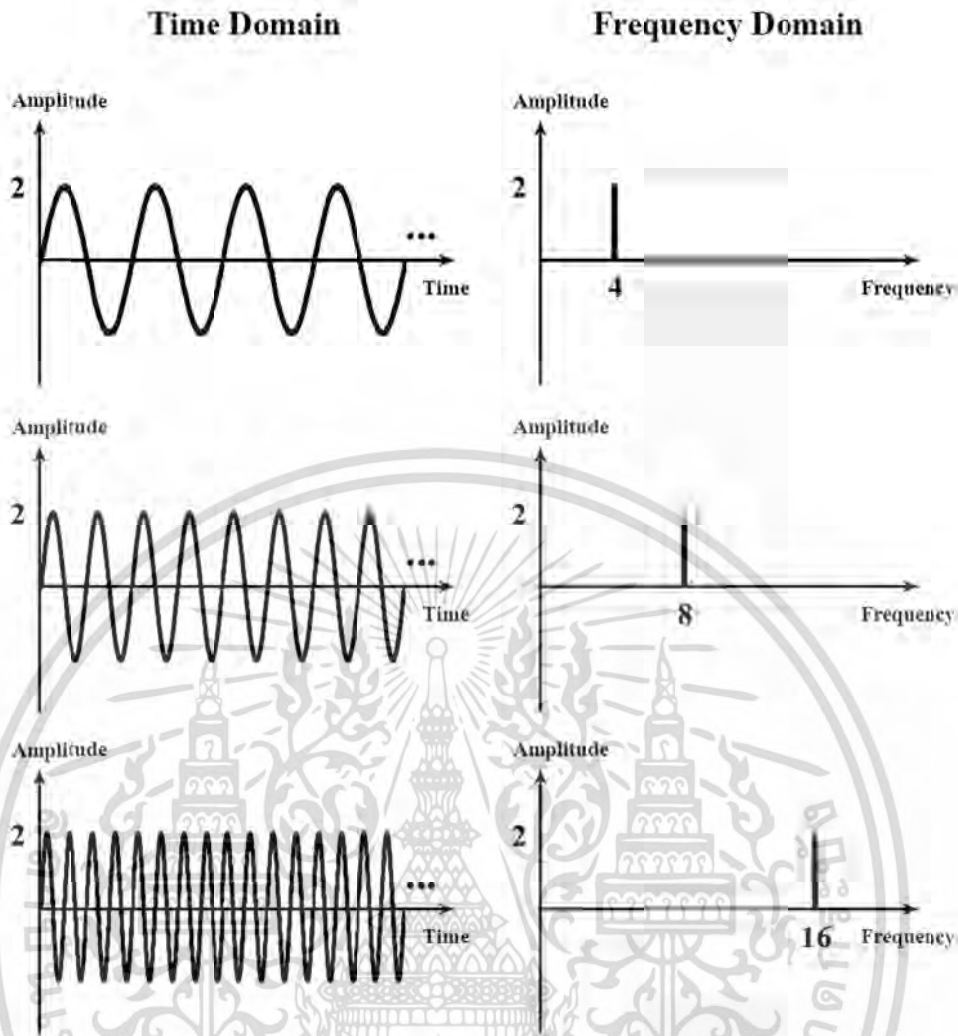 Time Domain Frequency Domain
Amplitude Amplitude
2 2
...
Time 4 Frequency
Amplitude Amplitude
2 2
...
Time 8 Frequency
Amplitude Amplitude
2 2
...
Time 16 Frequency